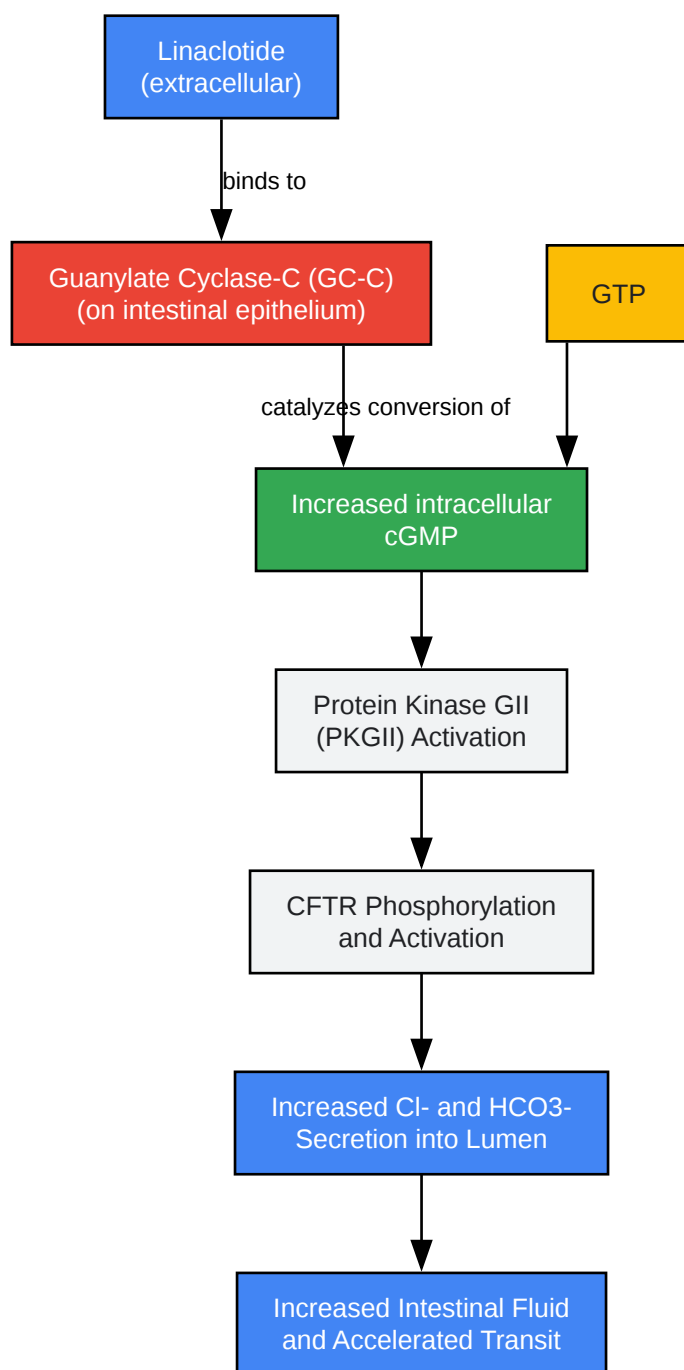 Linaclotide
(extracellular)
binds to
Guanylate Cyclase-C (GC-C)
(on intestinal epithelium)
GTP
catalyzes conversion of
Increased intracellular
cGMP
Protein Kinase GII
(PKGII) Activation
CFTR Phosphorylation
and Activation
Increased Cl- and HCO3-
Secretion into Lumen
Increased Intestinal Fluid
and Accelerated Transit